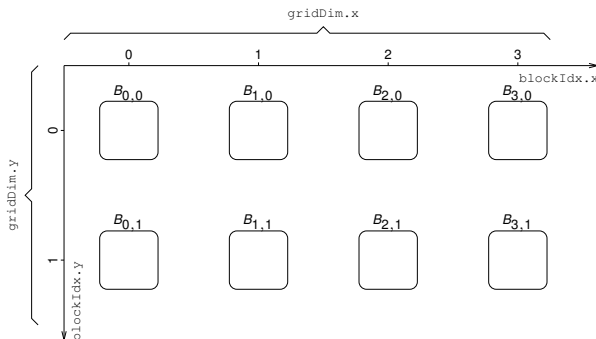 gridDim.x
0 1 2 3
blockIdx.x
B0,0 B1,0 B2,0 B3,0
0
gridDim.y
B0,1 B1,1 B2,1 B3,1
1
blockIdx.y